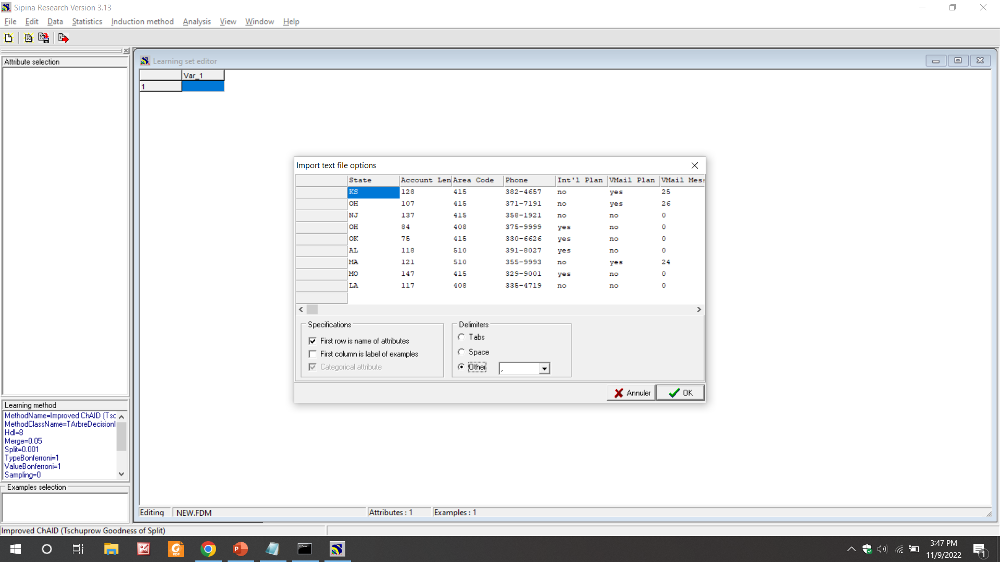 Sipina Research Version 3.13
File Edit Data Statistics Induction method Analysis View Window Help
Attribute selection
Learning set editor
Var_1
1
Import text file options
State Account Len Area Code Phone Int'l Plan VMail Plan VMail Mess
KS 128 415 382-4657 no yes 25
OH 107 415 371-7191 no yes 26
NJ 137 415 358-1921 no no 0
OH 84 408 375-9999 yes no 0
OK 75 415 330-6626 yes no 0
AL 118 510 391-8027 yes no 0
MA 121 510 355-9993 no yes 24
MO 147 415 329-9001 yes no 0
LA 117 408 335-4719 no no 0
Specifications
First row is name of attributes
First column is label of examples
Categorical attribute
Delimiters
Tabs
Space
Other ,
Annuler OK
Learning method
MethodName=Improved ChAID (Tsc
MethodClassName=TArbreDecisionI
Hdl=8
Merge=0.05
Split=0.001
TypeBonferroni=1
ValueBonferroni=1
Sampling=0
Examples selection
Editing NEW.FDM Attributes : 1 Examples : 1
Improved ChAID (Tschuprow Goodness of Split)
3:47 PM
11/9/2022
1